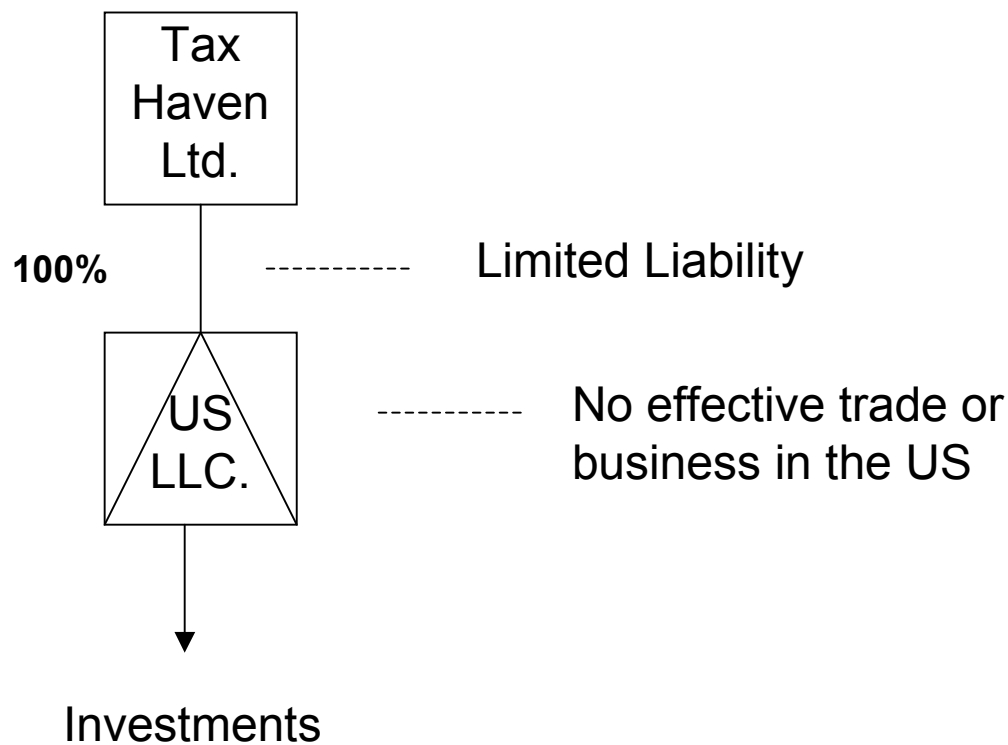 Tax
Haven
Ltd.
100%
Limited Liability
US
LLC.
No effective trade or
business in the US
Investments